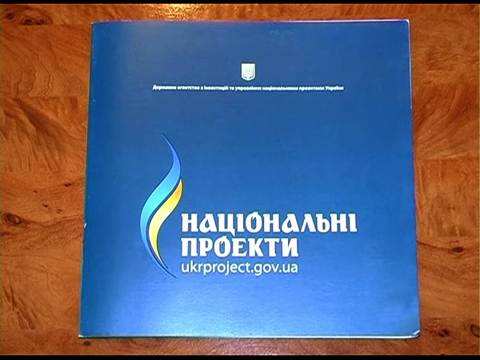 Державне агентство з інвестицій та управління національними проектами України
НАЦІОНАЛЬНІ
ПРОЕКТИ
ukrproject.gov.ua